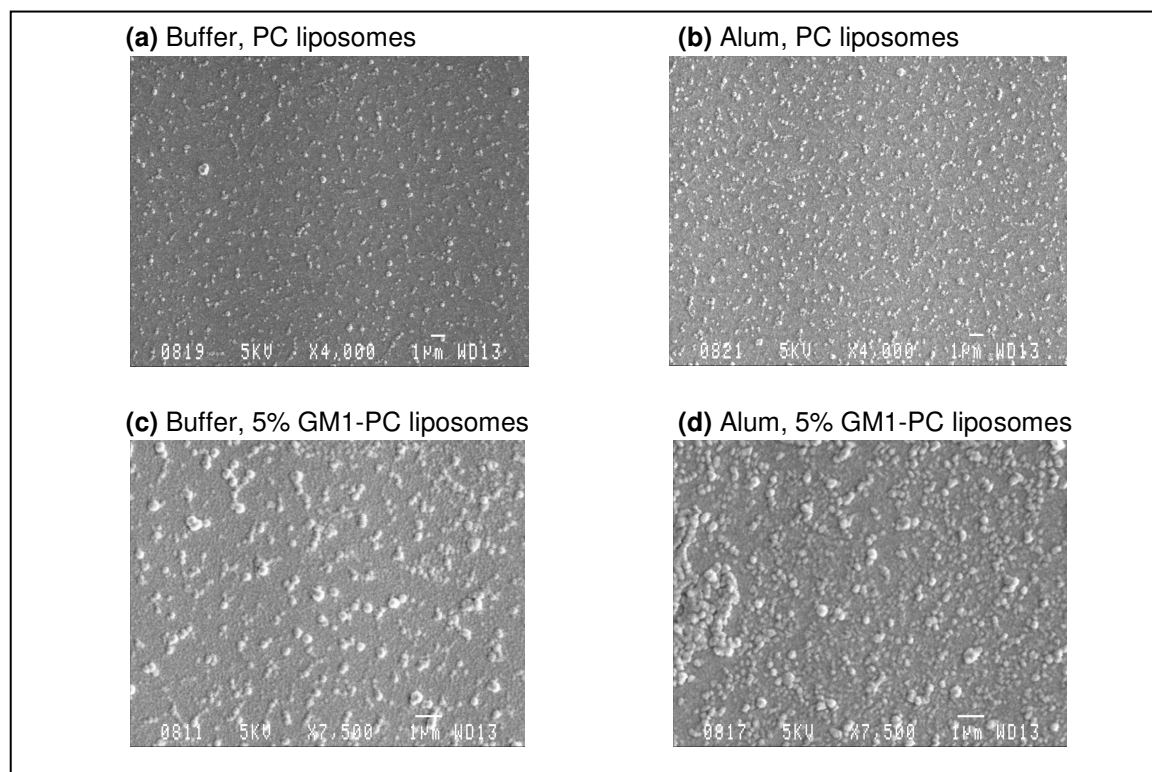 (a) Buffer, PC liposomes
(b) Alum, PC liposomes
0819 5KV X4,000 1µm WD13
0821 5KV X4,000 1µm WD13
(c) Buffer, 5% GM1-PC liposomes
(d) Alum, 5% GM1-PC liposomes
0811 5KV X7,500 1µm WD13
0817 5KV X7,500 1µm WD13